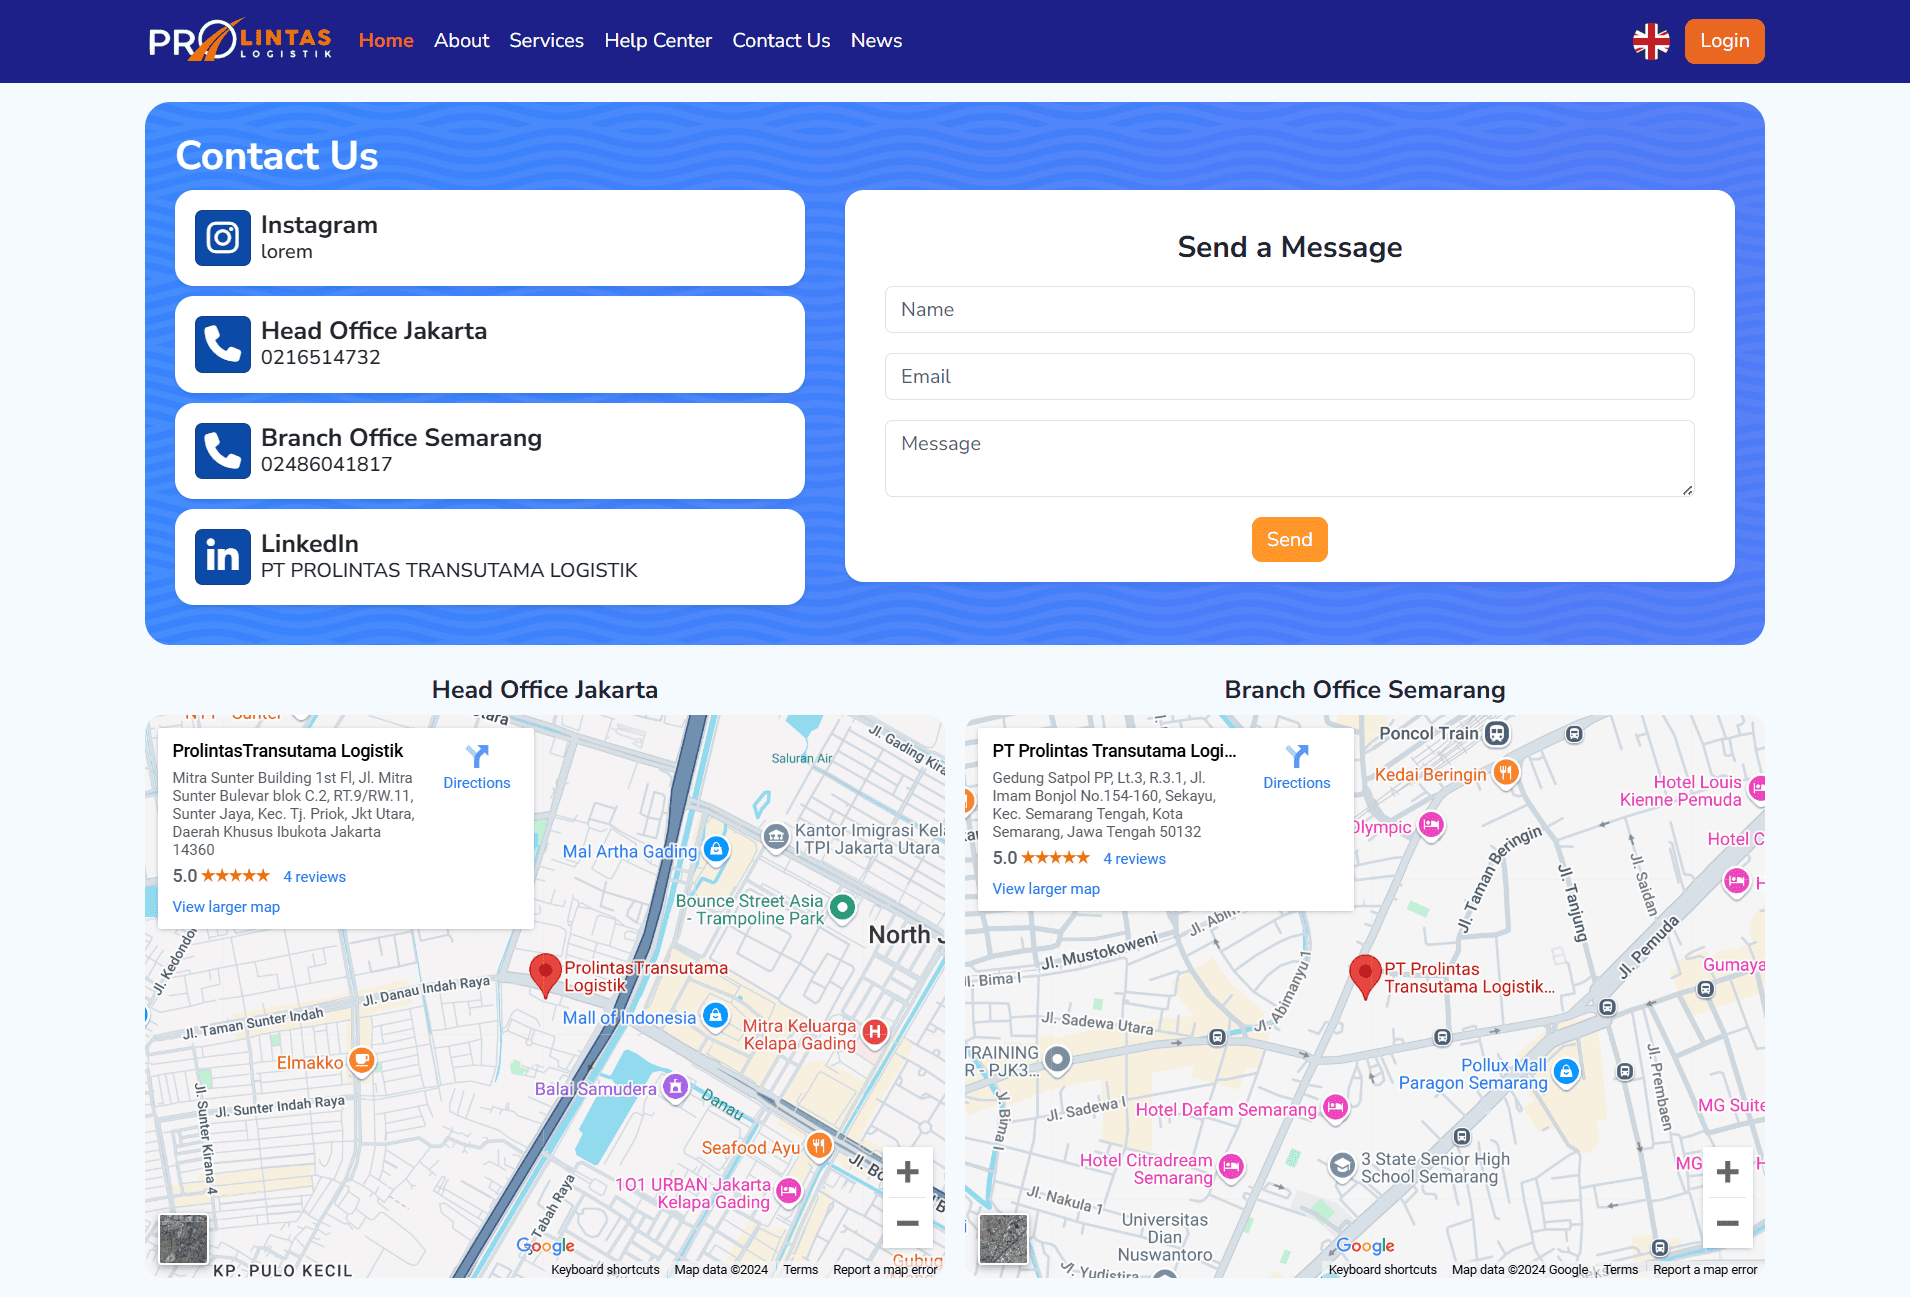 PROLINTAS
LOGISTIK
Home
About
Services
Help Center
Contact Us
News
Login
Contact Us
Instagram
lorem
Head Office Jakarta
0216514732
Branch Office Semarang
02486041817
LinkedIn
PT PROLINTAS TRANSUTAMA LOGISTIK
Send a Message
Name
Email
Message
Send
Head Office Jakarta
ProlintasTransutama Logistik
Mitra Sunter Building 1st Fl, Jl. Mitra
Sunter Bulevar blok C.2, RT.9/RW.11,
Sunter Jaya, Kec. Tj. Priok, Jkt Utara,
Daerah Khusus Ibukota Jakarta
14360
5.0
4 reviews
View larger map
Directions
Saluran Air
Jl. Gading Kira
Kantor Imigrasi Kela
I TPI Jakarta Utara
Mal Artha Gading
Bounce Street Asia
- Trampoline Park
North J
Jl. Kedondo
ProlintasTransutama
Logistik
Jl. Danau Indah Raya
Jl. Taman Sunter Indah
Mall of Indonesia
Mitra Keluarga
Kelapa Gading
Elmakko
Balai Samudera
Danau
Jl. Sunter Indah Raya
Jl. Sunter Kirana 4
Seafood Ayu
1O1 URBAN Jakarta
Kelapa Gading
Tabah Raya
KP. PULO KECIL
Google
Keyboard shortcuts
Map data ©2024
Terms
Report a map error
Branch Office Semarang
PT Prolintas Transutama Logi...
Gedung Satpol PP, Lt.3, R.3.1, Jl.
Imam Bonjol No.154-160, Sekayu,
Kec. Semarang Tengah, Kota
Semarang, Jawa Tengah 50132
5.0
4 reviews
View larger map
Directions
Poncol Train
Kedai Beringin
Hotel Louis
Kienne Pemuda
Olympic
Hotel C
Jl. Taman Beringin
Jl. Saidan
Jl. Tanjung
Jl. Abim
Jl. Mustokoweni
Jl. Pemuda
Jl. Bima I
Jl. Abimanyu 1
Gumaya
PT Prolintas
Transutama Logistik...
Jl. Sadewa Utara
TRAINING
R - PJK3...
Pollux Mall
Paragon Semarang
Jl. Prembaen
Jl. Bima I
Jl. Sadewa I
Hotel Dafam Semarang
MG Suite
Hotel Citradream
Semarang
3 State Senior High
School Semarang
MG
Jl. Nakula 1
Universitas
Dian
Nuswantoro
Jl. Yudistira
Google
Keyboard shortcuts
Map data ©2024 Google
Terms
Report a map error